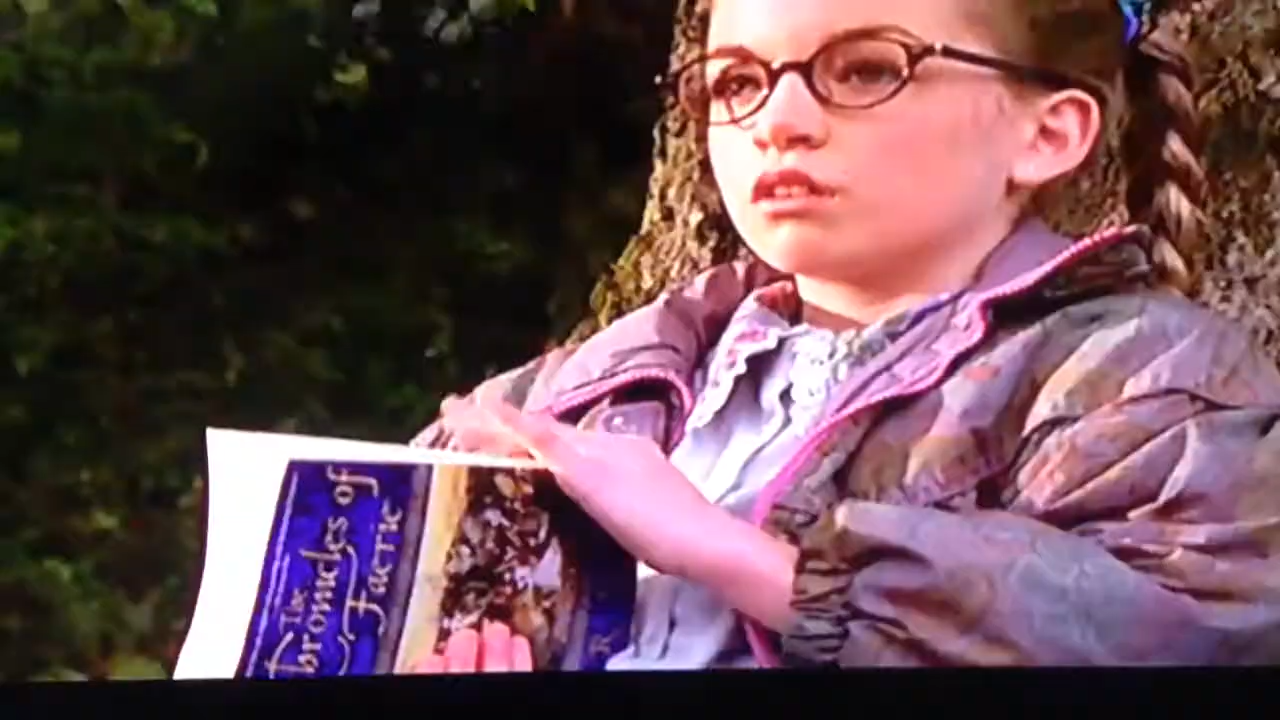 The
Chronicles of
Faerie
R